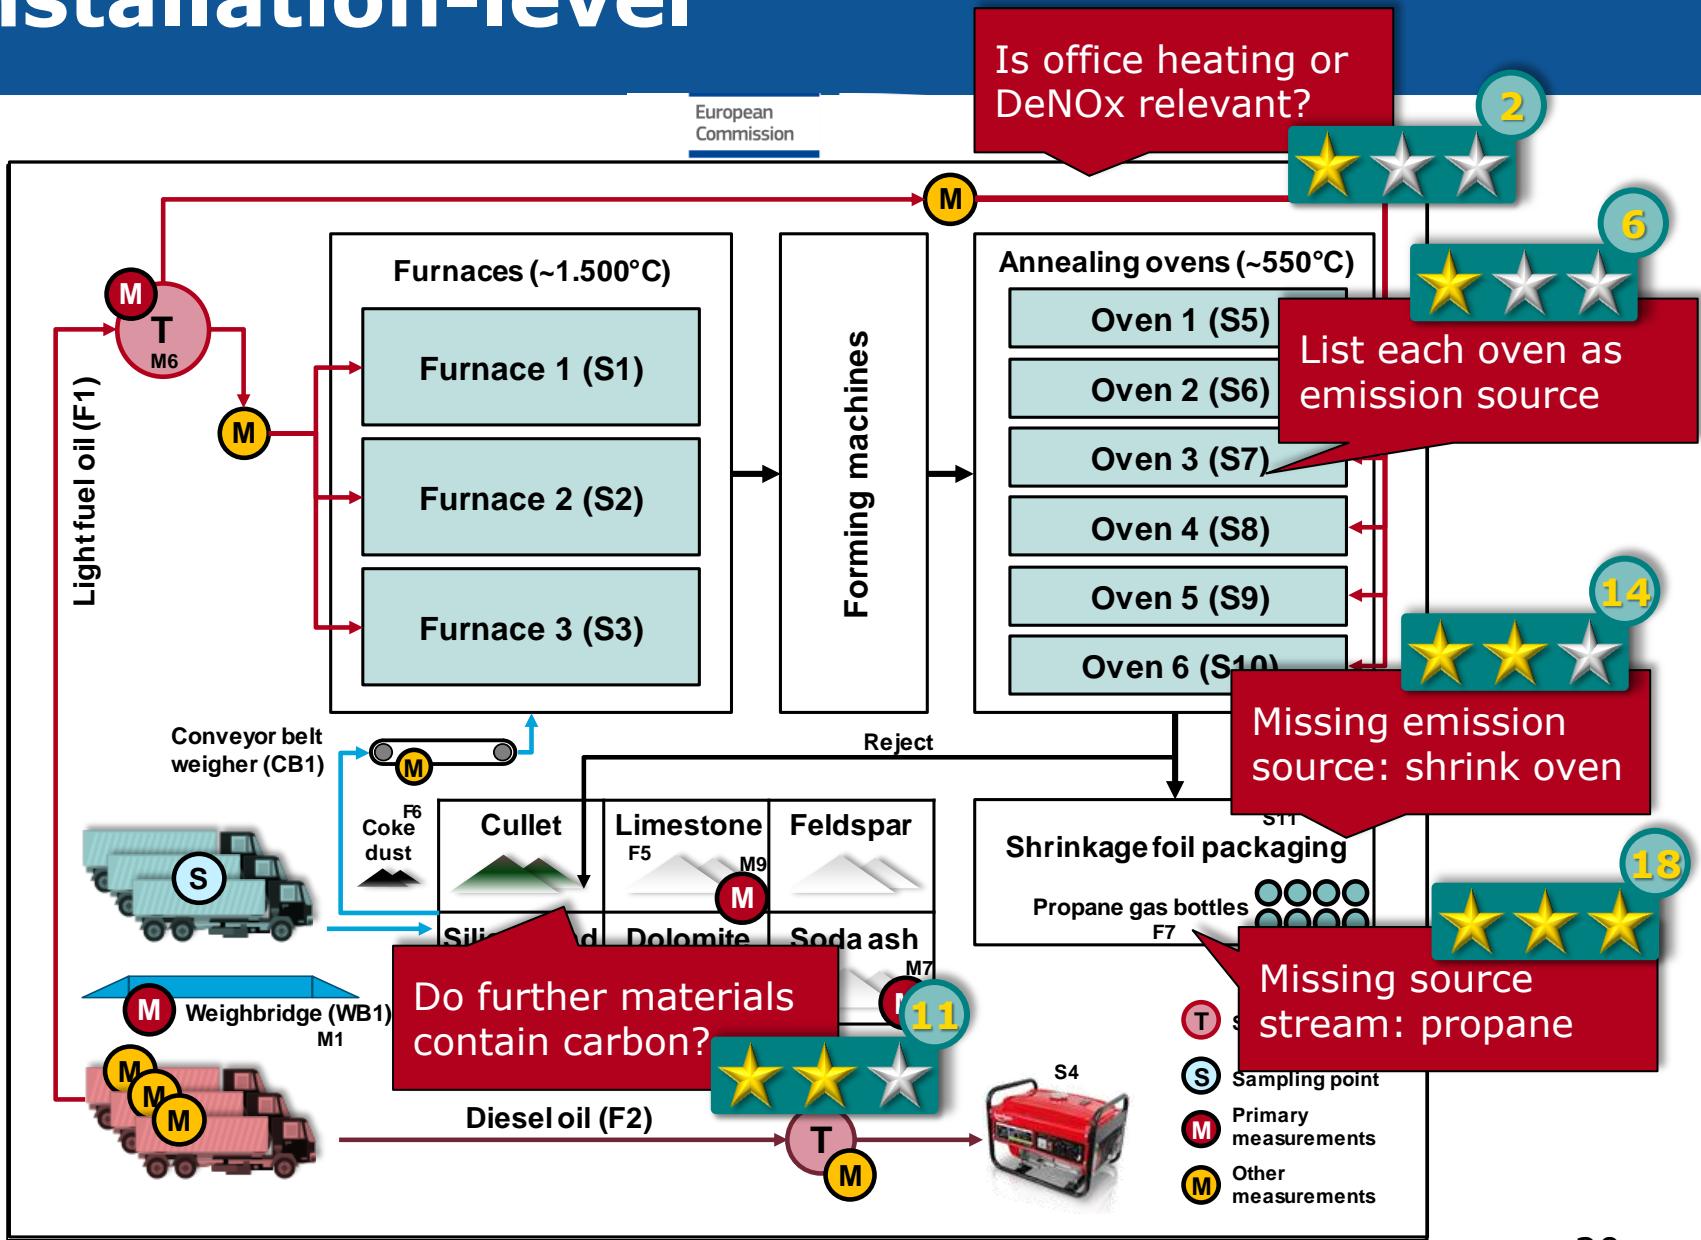 European
Commission
Is office heating or
DeNOx relevant?
2
6
M
Furnaces (~1.500°C)
Annealing ovens (~550°C)
M
T
M6
Oven 1 (S5)
List each oven as
emission source
Furnace 1 (S1)
Oven 2 (S6)
Light fuel oil (F1)
Forming machines
M
Oven 3 (S7)
Furnace 2 (S2)
Oven 4 (S8)
Oven 5 (S9)
14
Furnace 3 (S3)
Oven 6 (S10)
Missing emission
source: shrink oven
Conveyor belt
weigher (CB1)
M
Reject
Coke F6
dust
Cullet
Limestone
F5
M9
M
Feldspar
S11
Shrinkage foil packaging
18
S
Propane gas bottles
F7
Dolomite
Soda ash
M7
Missing source
stream: propane
Do further materials
contain carbon?
11
M
Weighbridge (WB1)
M1
T
M
M
M
Diesel oil (F2)
T
M
S4
S
Sampling point
M
Primary
measurements
M
Other
measurements